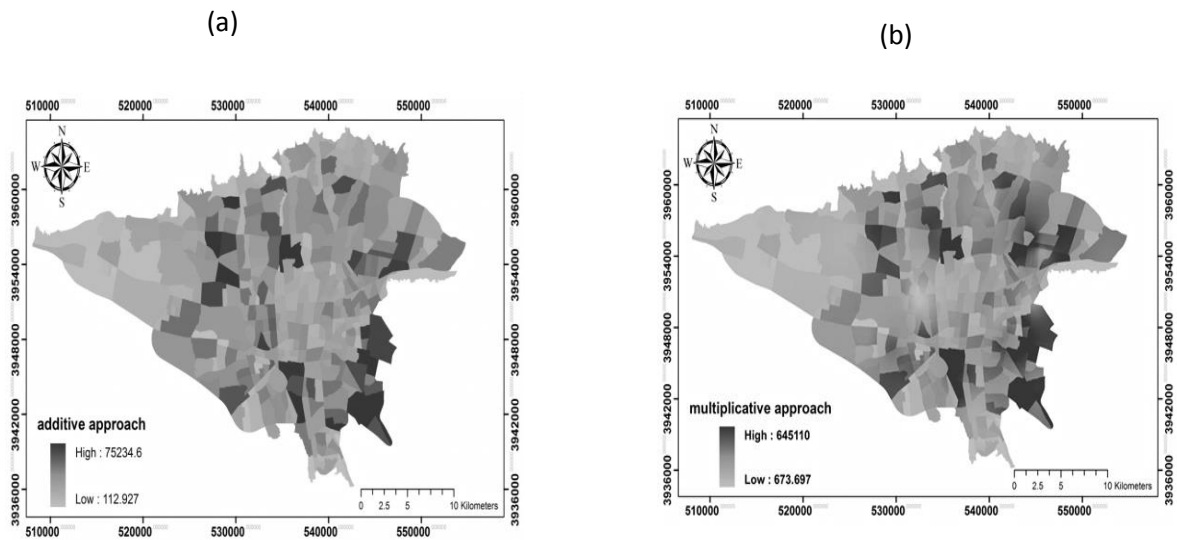 (a)
(b)
510000 520000 530000 540000 550000
N
W E
S
3960000
3954000
3948000
3942000
3936000
3960000
3954000
3948000
3942000
3936000
additive approach
High : 75234.6
Low : 112.927
0 2.5 5 10 Kilometers
510000 520000 530000 540000 550000
510000 520000 530000 540000 550000
N
W E
S
3960000
3954000
3948000
3942000
3936000
3960000
3954000
3948000
3942000
3936000
multiplicative approach
High : 645110
Low : 673.697
0 2.5 5 10 Kilometers
510000 520000 530000 540000 550000